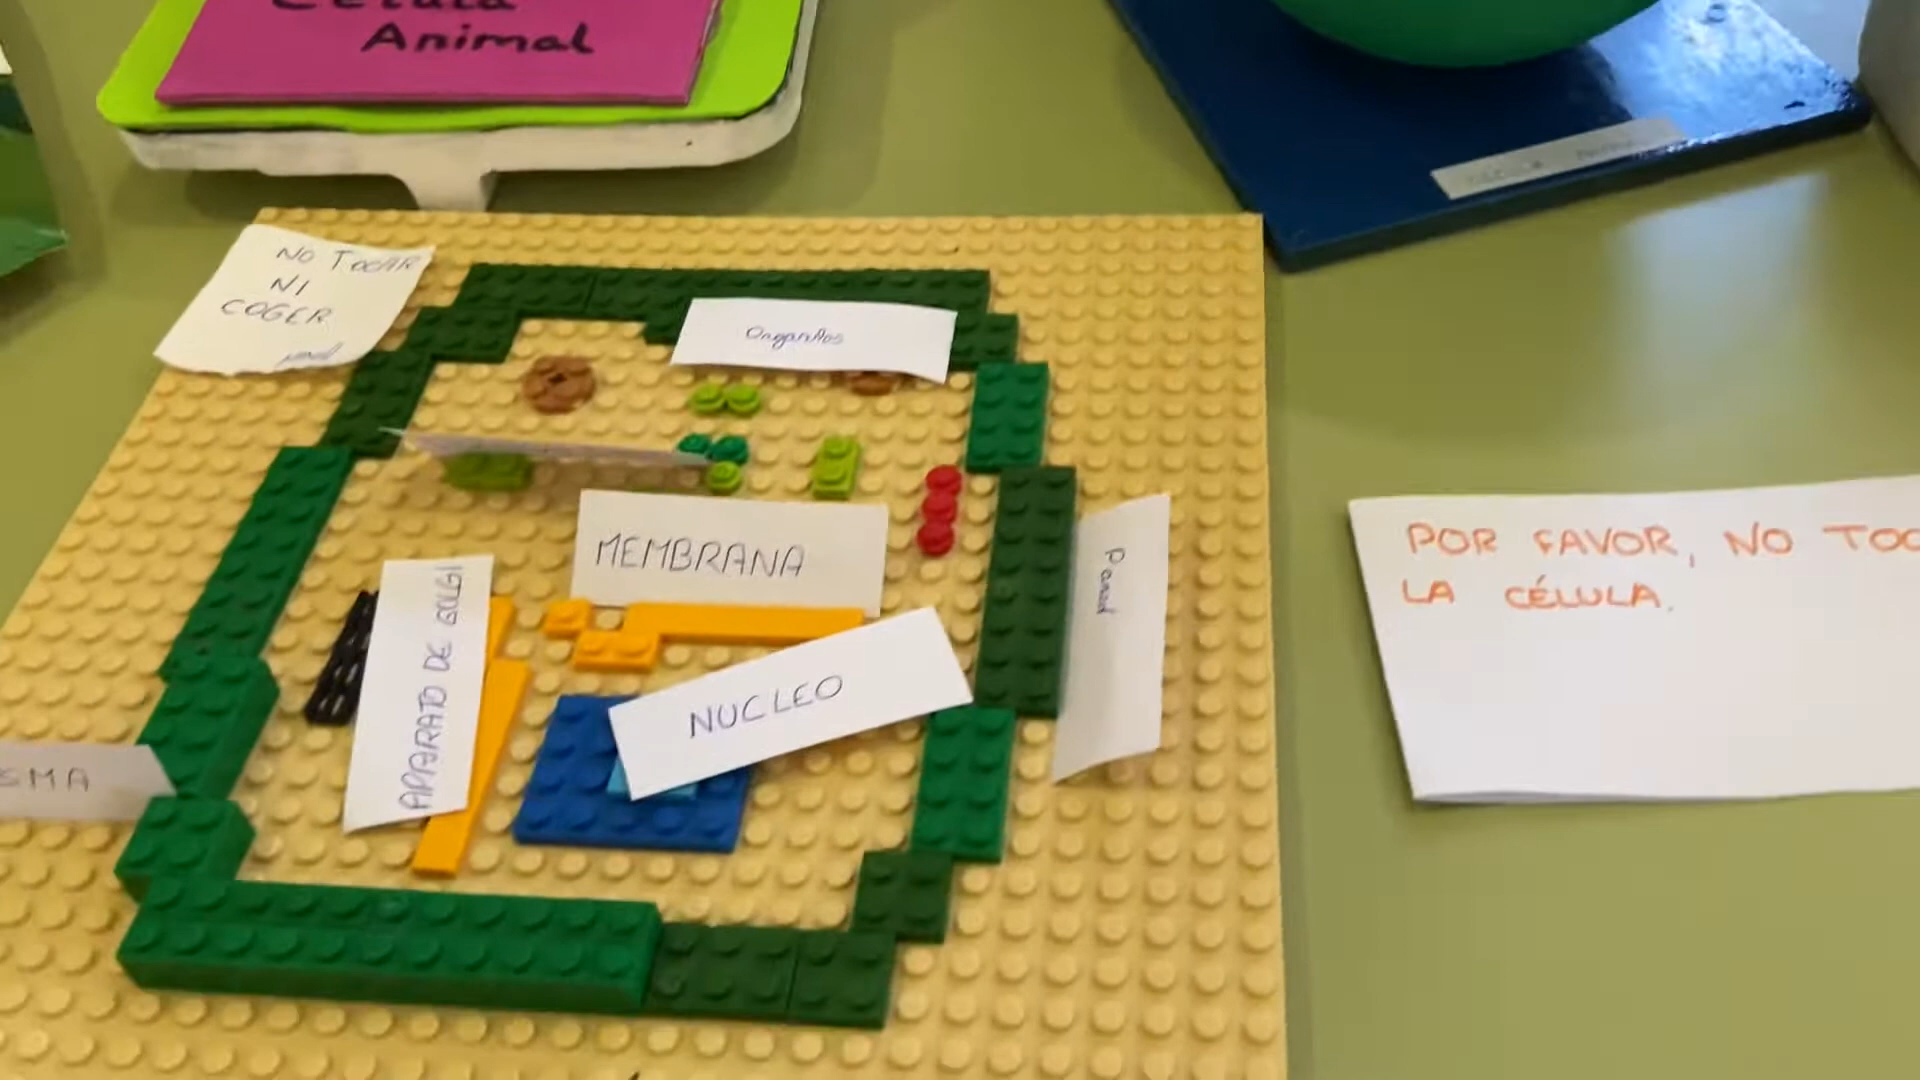 Célula
Animal
NO TOCAR
NI
COGER
Organulos
MEMBRANA
APARATO DE GOLGI
NUCLEO
Pared
SMA
POR FAVOR, NO TOC
LA CÉLULA.